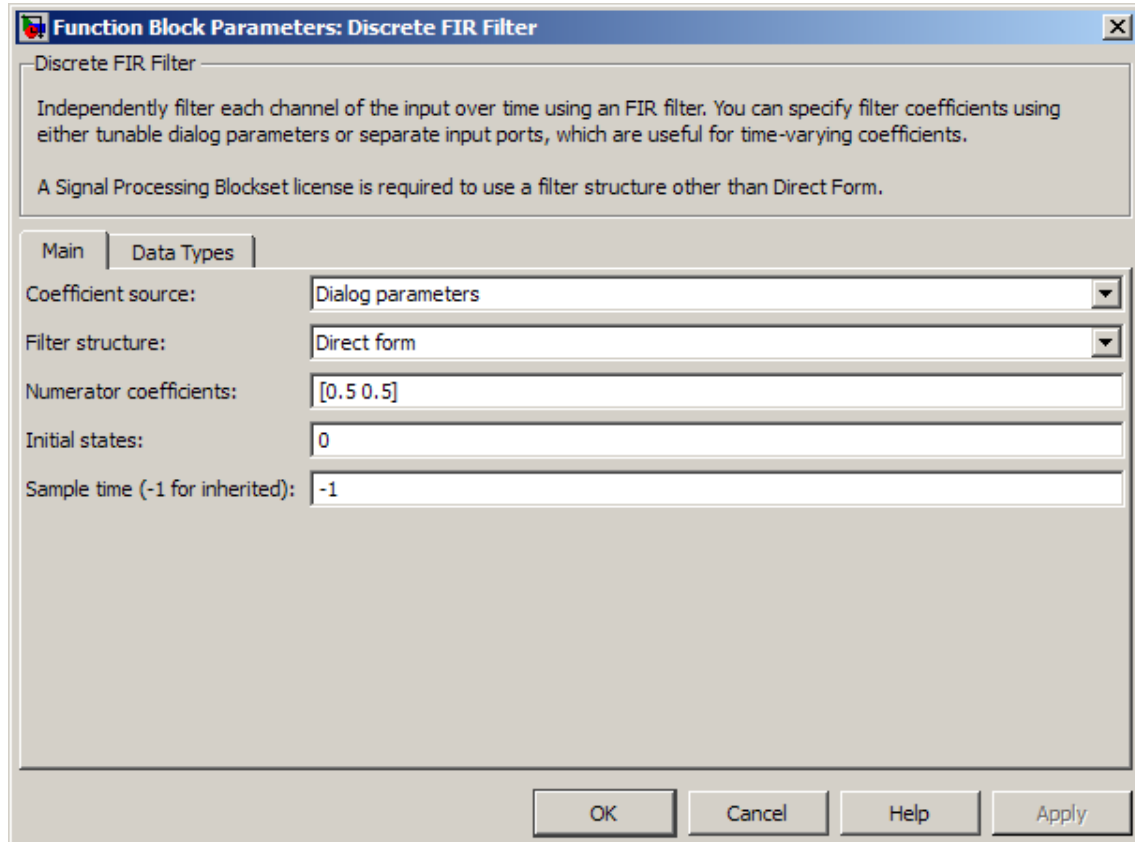 Function Block Parameters: Discrete FIR Filter
Discrete FIR Filter
Independently filter each channel of the input over time using an FIR filter. You can specify filter coefficients using
either tunable dialog parameters or separate input ports, which are useful for time-varying coefficients.
A Signal Processing Blockset license is required to use a filter structure other than Direct Form.
Main Data Types
Coefficient source: Dialog parameters
Filter structure: Direct form
Numerator coefficients: [0.5 0.5]
Initial states: 0
Sample time (-1 for inherited): -1
OK Cancel Help Apply